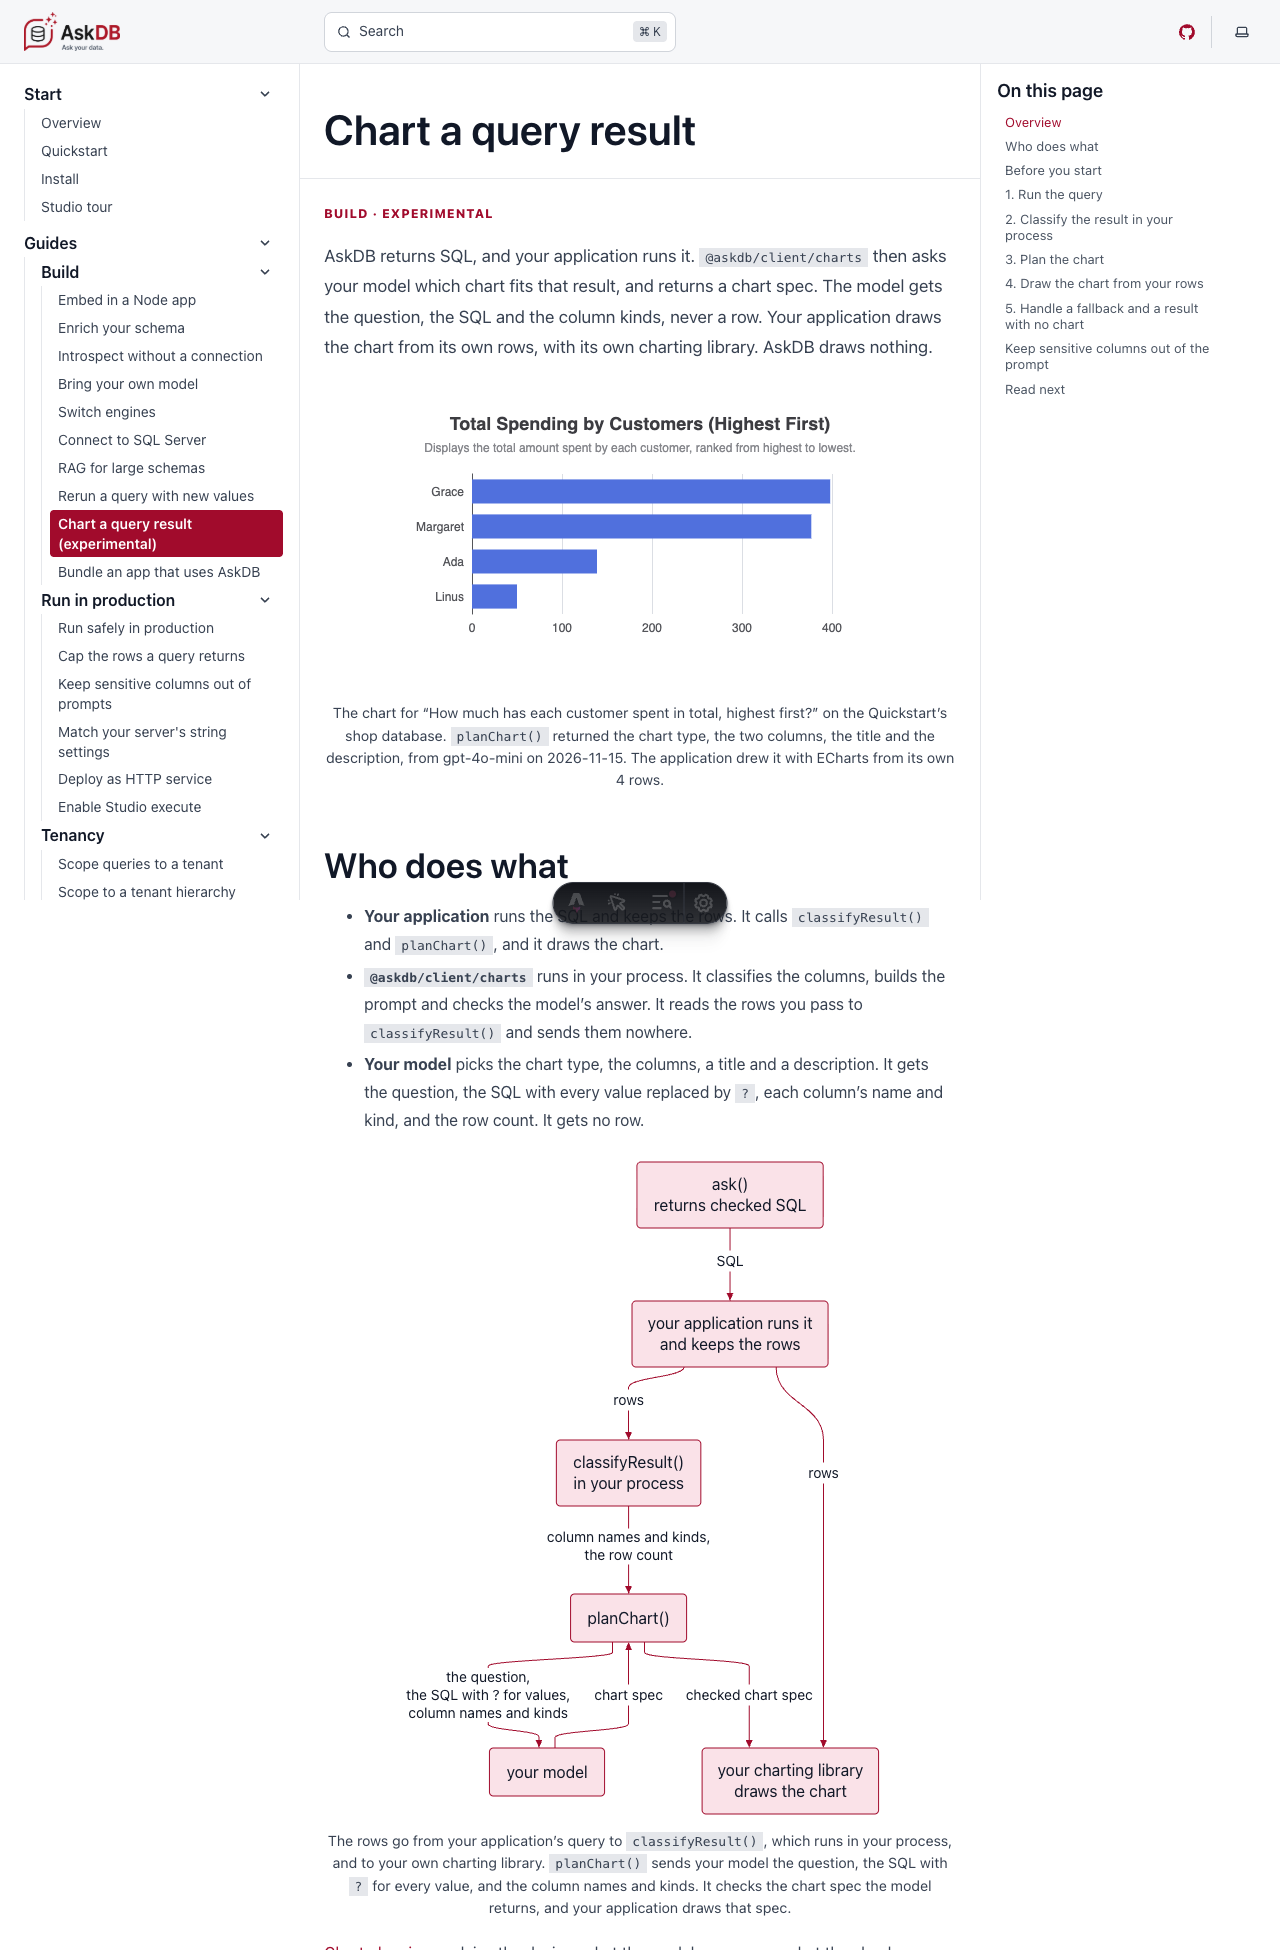 AskDB
Ask your data.
Search
⌘ K
Start
Overview
Quickstart
Install
Studio tour
Guides
Build
Embed in a Node app
Enrich your schema
Introspect without a connection
Bring your own model
Switch engines
Connect to SQL Server
RAG for large schemas
Rerun a query with new values
Chart a query result
(experimental)
Bundle an app that uses AskDB
Run in production
Run safely in production
Cap the rows a query returns
Keep sensitive columns out of
prompts
Match your server's string
settings
Deploy as HTTP service
Enable Studio execute
Tenancy
Scope queries to a tenant
Scope to a tenant hierarchy
Chart a query result
BUILD · EXPERIMENTAL
AskDB returns SQL, and your application runs it. @askdb/client/charts then asks
your model which chart fits that result, and returns a chart spec. The model gets
the question, the SQL and the column kinds, never a row. Your application draws
the chart from its own rows, with its own charting library. AskDB draws nothing.
Total Spending by Customers (Highest First)
Displays the total amount spent by each customer, ranked from highest to lowest.
Grace
Margaret
Ada
Linus
0 100 200 300 400
The chart for “How much has each customer spent in total, highest first?” on the Quickstart’s
shop database. planChart() returned the chart type, the two columns, the title and the
description, from gpt-4o-mini on 2026-11-15. The application drew it with ECharts from its own
4 rows.
Who does what
• Your application runs the SQL and keeps the rows. It calls classifyResult()
and planChart(), and it draws the chart.
• @askdb/client/charts runs in your process. It classifies the columns, builds the
prompt and checks the model’s answer. It reads the rows you pass to
classifyResult() and sends them nowhere.
• Your model picks the chart type, the columns, a title and a description. It gets
the question, the SQL with every value replaced by ?, each column’s name and
kind, and the row count. It gets no row.
ask()
returns checked SQL
SQL
your application runs it
and keeps the rows
rows
classifyResult()
in your process
rows
column names and kinds,
the row count
planChart()
the question,
the SQL with ? for values,
column names and kinds
chart spec
checked chart spec
your model
your charting library
draws the chart
The rows go from your application’s query to classifyResult(), which runs in your process,
and to your own charting library. planChart() sends your model the question, the SQL with
? for every value, and the column names and kinds. It checks the chart spec the model
returns, and your application draws that spec.
On this page
Overview
Who does what
Before you start
1. Run the query
2. Classify the result in your
process
3. Plan the chart
4. Draw the chart from your rows
5. Handle a fallback and a result
with no chart
Keep sensitive columns out of the
prompt
Read next